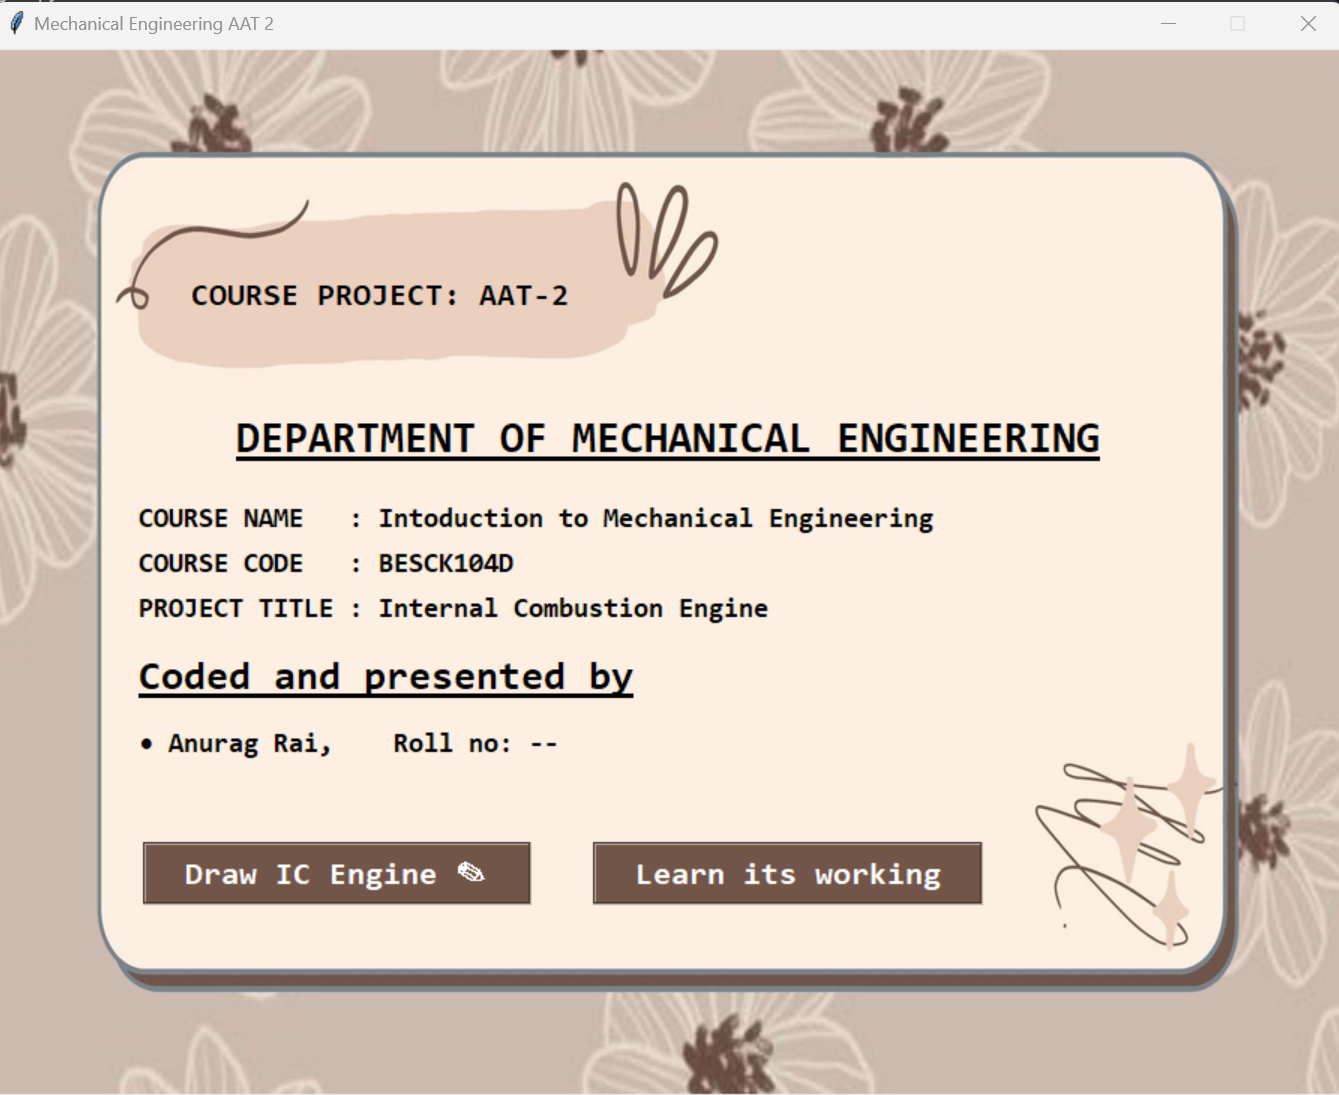 Mechanical Engineering AAT 2
COURSE PROJECT: AAT-2
DEPARTMENT OF MECHANICAL ENGINEERING
COURSE NAME   : Intoduction to Mechanical Engineering
COURSE CODE   : BESCK104D
PROJECT TITLE : Internal Combustion Engine
Coded and presented by
• Anurag Rai,    Roll no: --
Draw IC Engine ✎
Learn its working